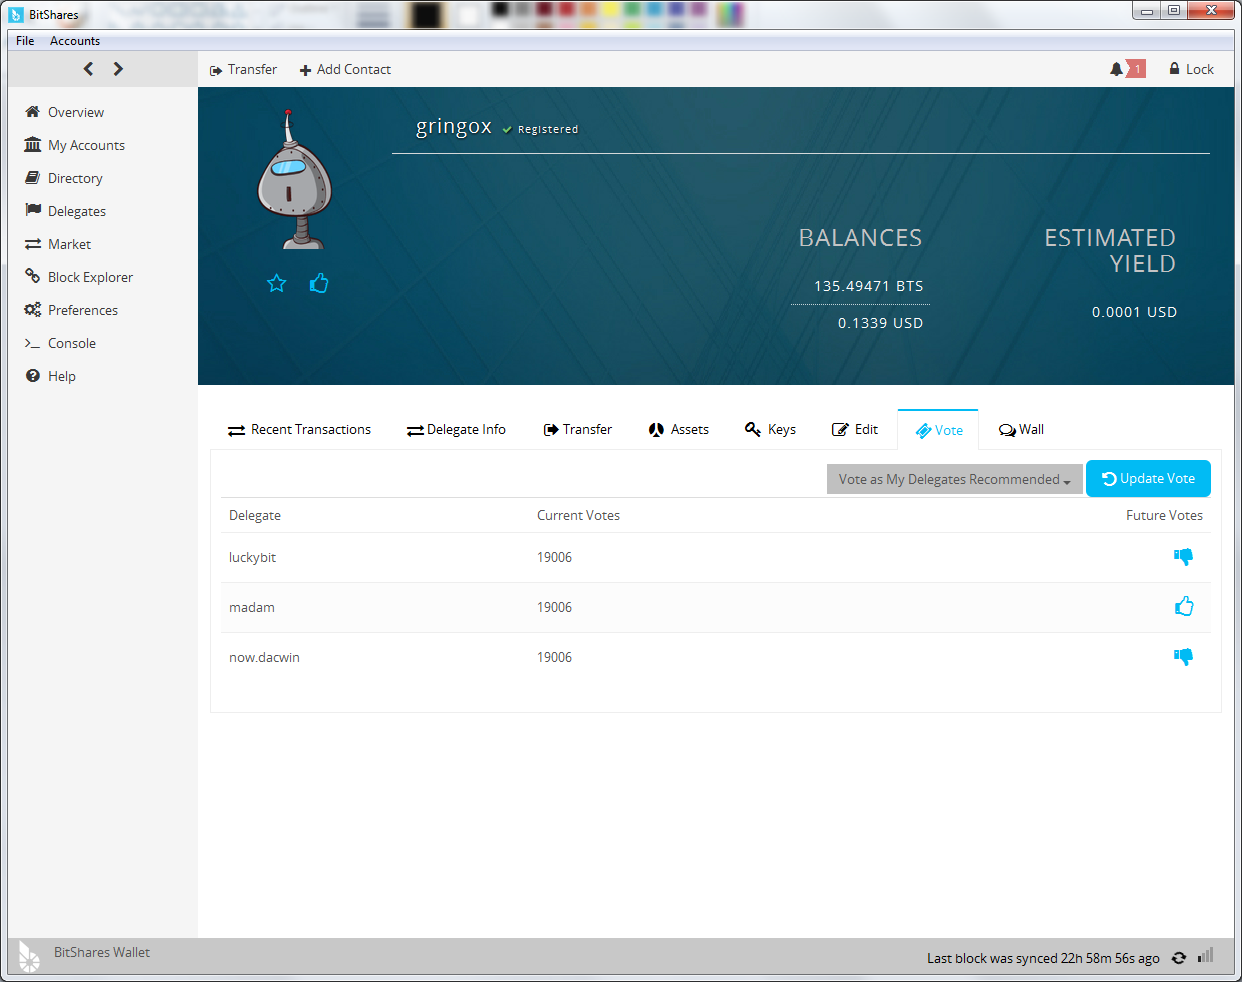 BitShares
File Accounts
Transfer Add Contact 1 Lock
Overview
My Accounts
Directory
Delegates
Market
Block Explorer
Preferences
Console
Help
gringox Registered
BALANCES
135.49471 BTS
0.1339 USD
ESTIMATED
YIELD
0.0001 USD
Recent Transactions Delegate Info Transfer Assets Keys Edit Vote Wall
Vote as My Delegates Recommended Update Vote
Delegate Current Votes Future Votes
luckybit 19006
madam 19006
now.dacwin 19006
BitShares Wallet
Last block was synced 22h 58m 56s ago